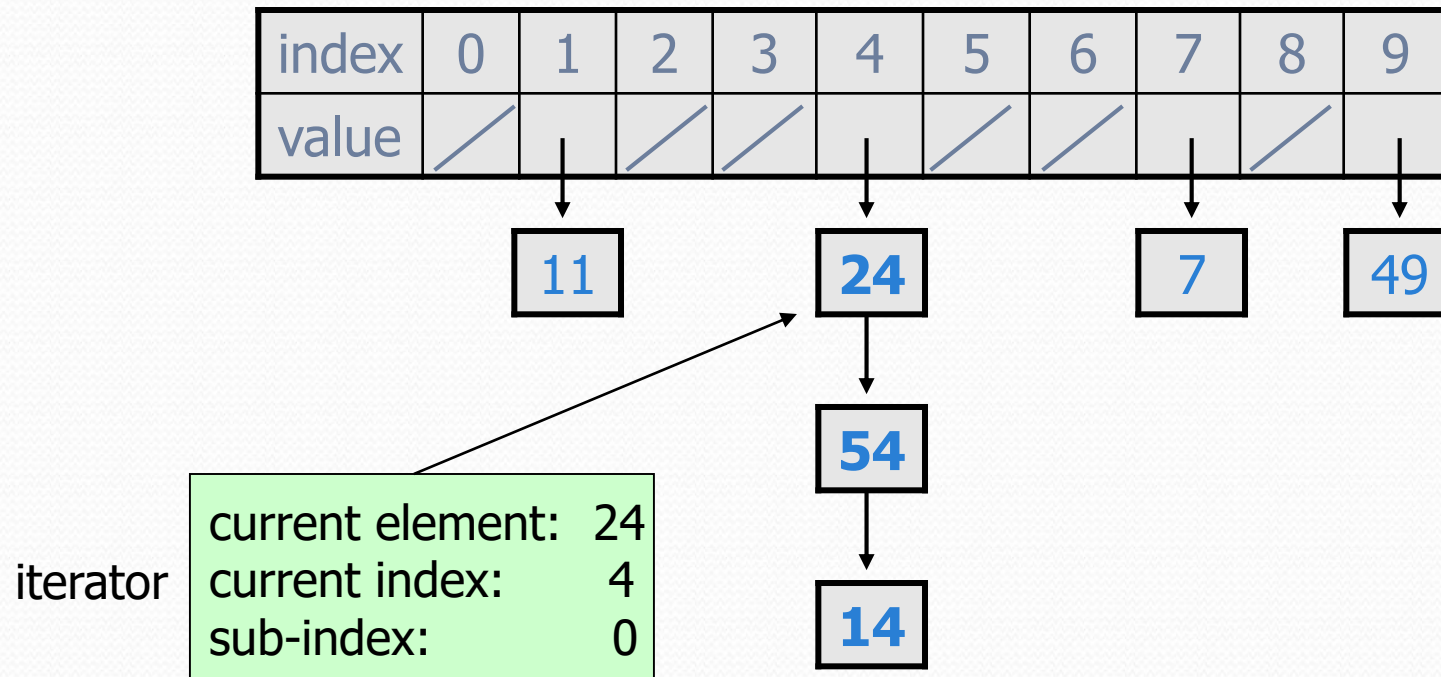 index 0 1 2 3 4 5 6 7 8 9
value
11 24 7 49
54
14
iterator
current element: 24
current index: 4
sub-index: 0